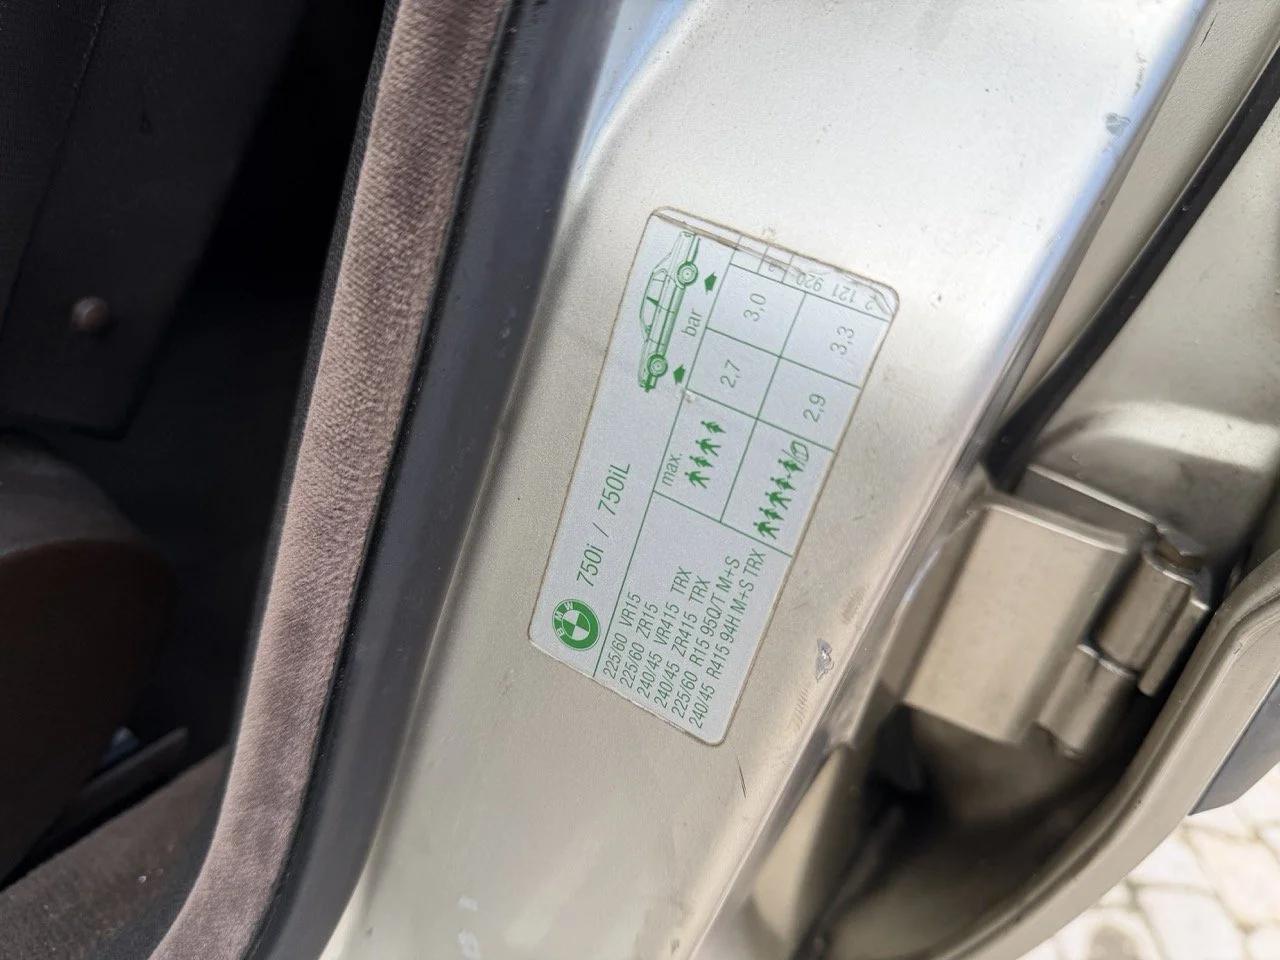 BMW
750i / 750iL
bar
225/60 VR15
225/60 ZR15
240/45 VR415 TRX
240/45 ZR415 TRX
225/60 R15 95Q/T M+S
240/45 R415 94H M+S TRX
max.
2,7 3,0
2,9 3,3
121 920